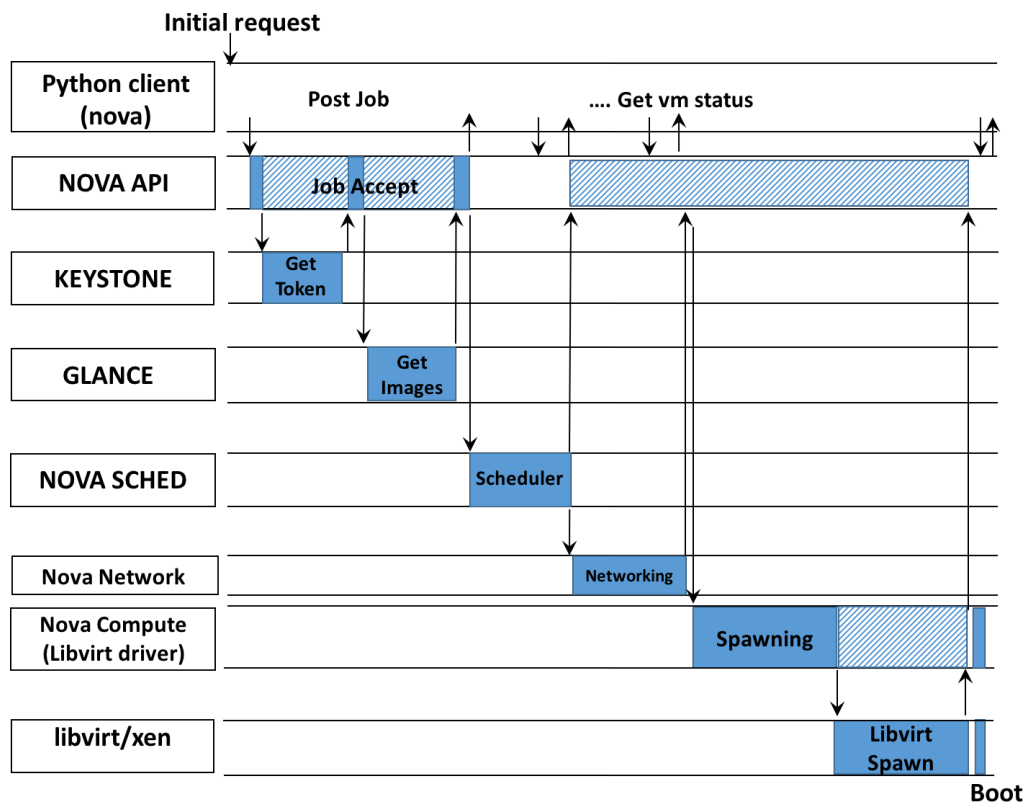 Initial request
Python client
(nova)
Post Job
.... Get vm status
NOVA API
Job Accept
KEYSTONE
Get
Token
GLANCE
Get
Images
NOVA SCHED
Scheduler
Nova Network
Networking
Nova Compute
(Libvirt driver)
Spawning
libvirt/xen
Libvirt
Spawn
Boot